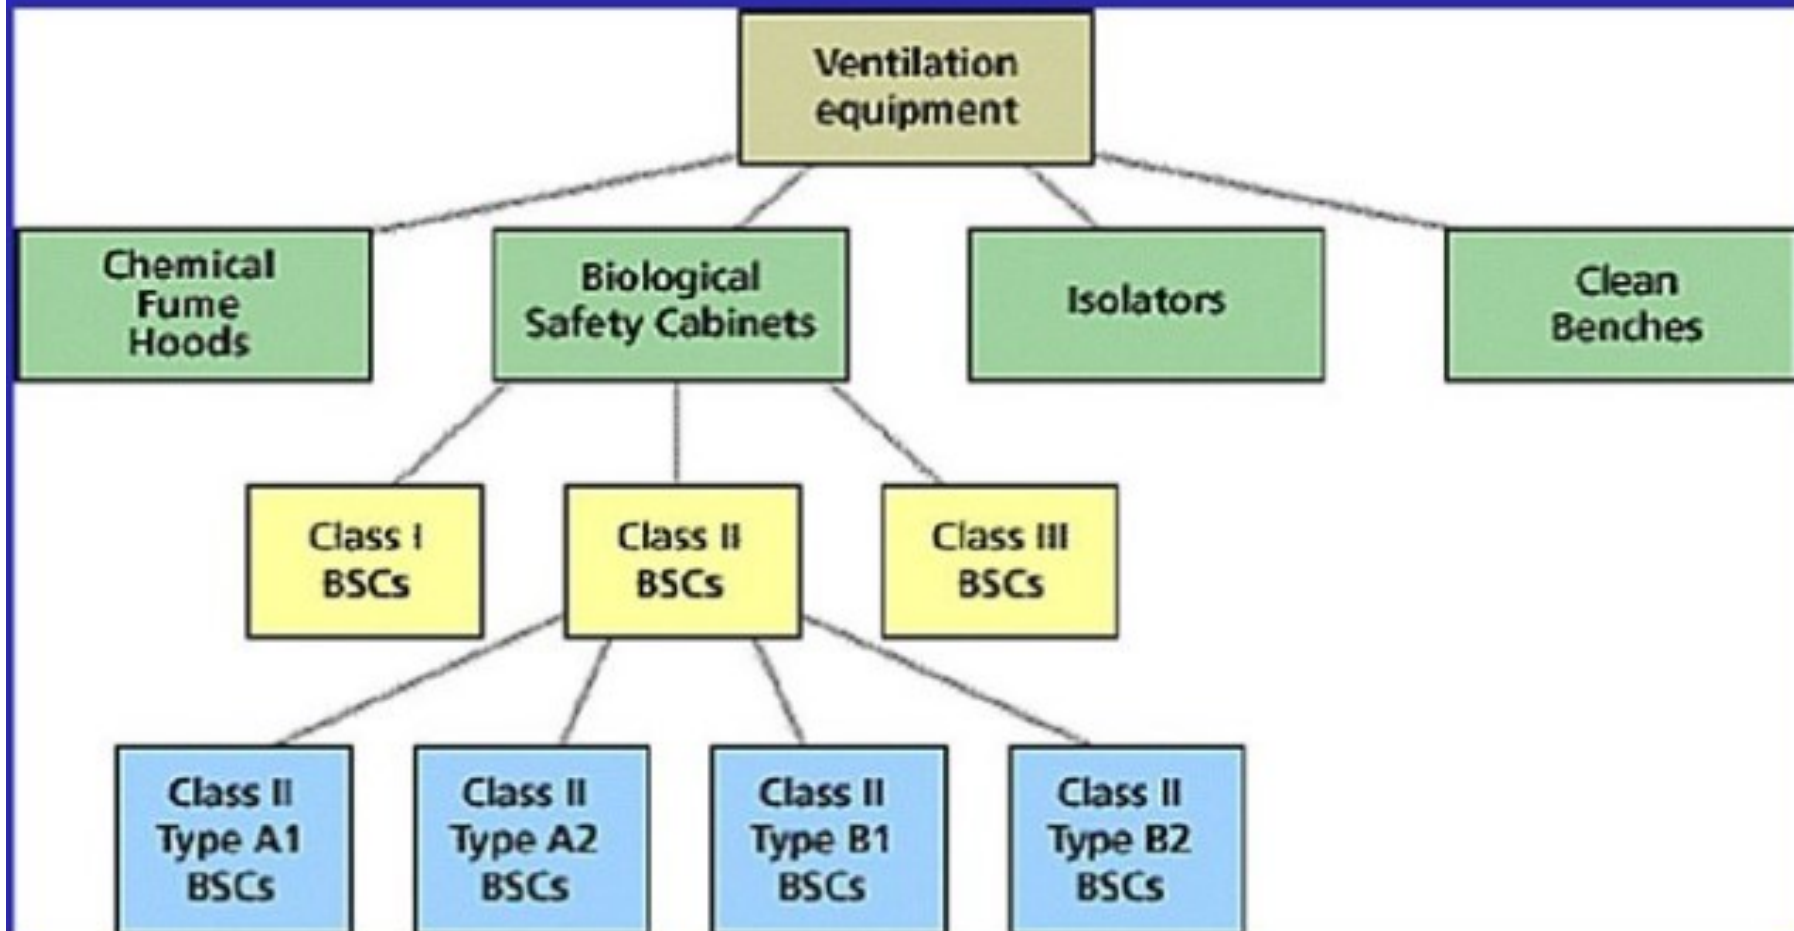 Ventilation
equipment
Chemical
Fume
Hoods
Biological
Safety Cabinets
Isolators
Clean
Benches
Class I
BSCs
Class II
BSCs
Class III
BSCs
Class II
Type A1
BSCs
Class II
Type A2
BSCs
Class II
Type B1
BSCs
Class II
Type B2
BSCs